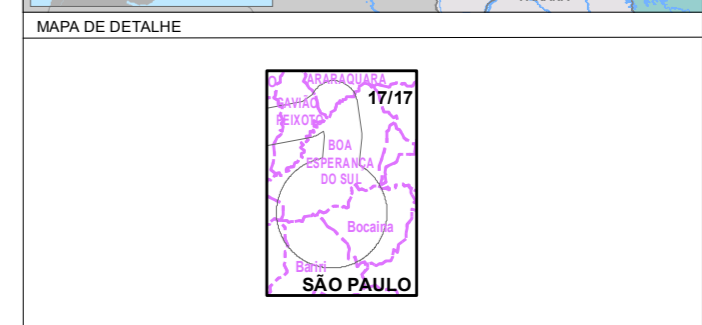 MAPA DE DETALHE
ARARAQUARA
17/17
GAVIÃO
PEIXOTO
BOA
ESPERANÇA
DO SUL
Bocaina
Bariri
SÃO PAULO